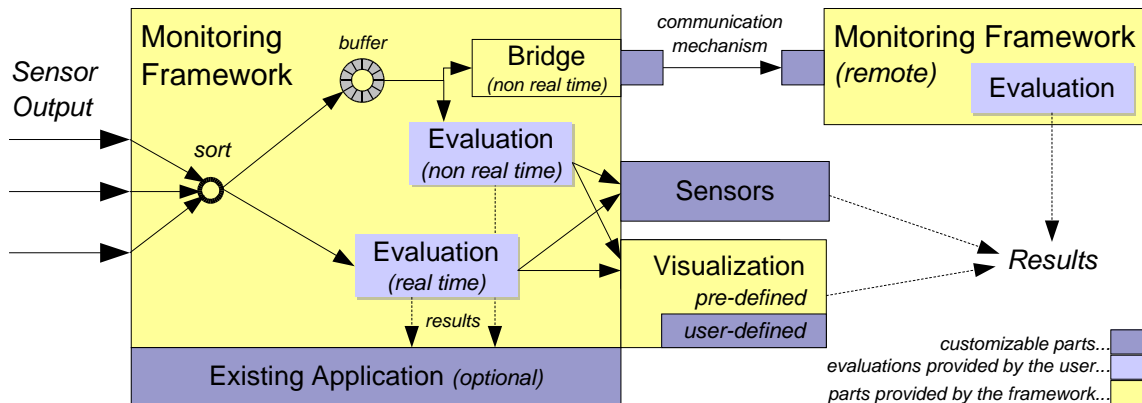 Sensor
Output
Monitoring
Framework
buffer
sort
Bridge
(non real time)
Evaluation
(non real time)
Evaluation
(real time)
results
Existing Application (optional)
communication
mechanism
Monitoring Framework
(remote)
Evaluation
Sensors
Visualization
pre-defined
user-defined
Results
customizable parts...
evaluations provided by the user...
parts provided by the framework...